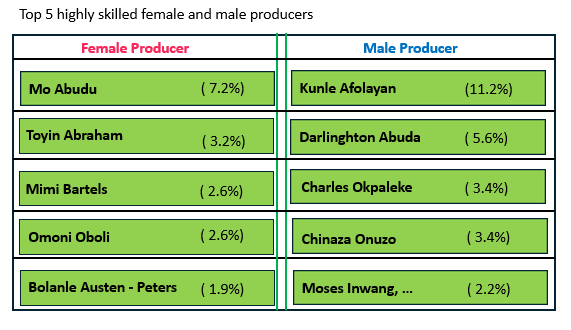 Top 5 highly skilled female and male producers
Female Producer Male Producer
Mo Abudu ( 7.2%) Kunle Afolayan (11.2%)
Toyin Abraham ( 3.2%) Darlinghton Abuda ( 5.6%)
Mimi Bartels ( 2.6%) Charles Okpaleke ( 3.4%)
Omoni Oboli ( 2.6%) Chinaza Onuzo ( 3.4%)
Bolanle Austen - Peters ( 1.9%) Moses Inwang, ... ( 2.2%)